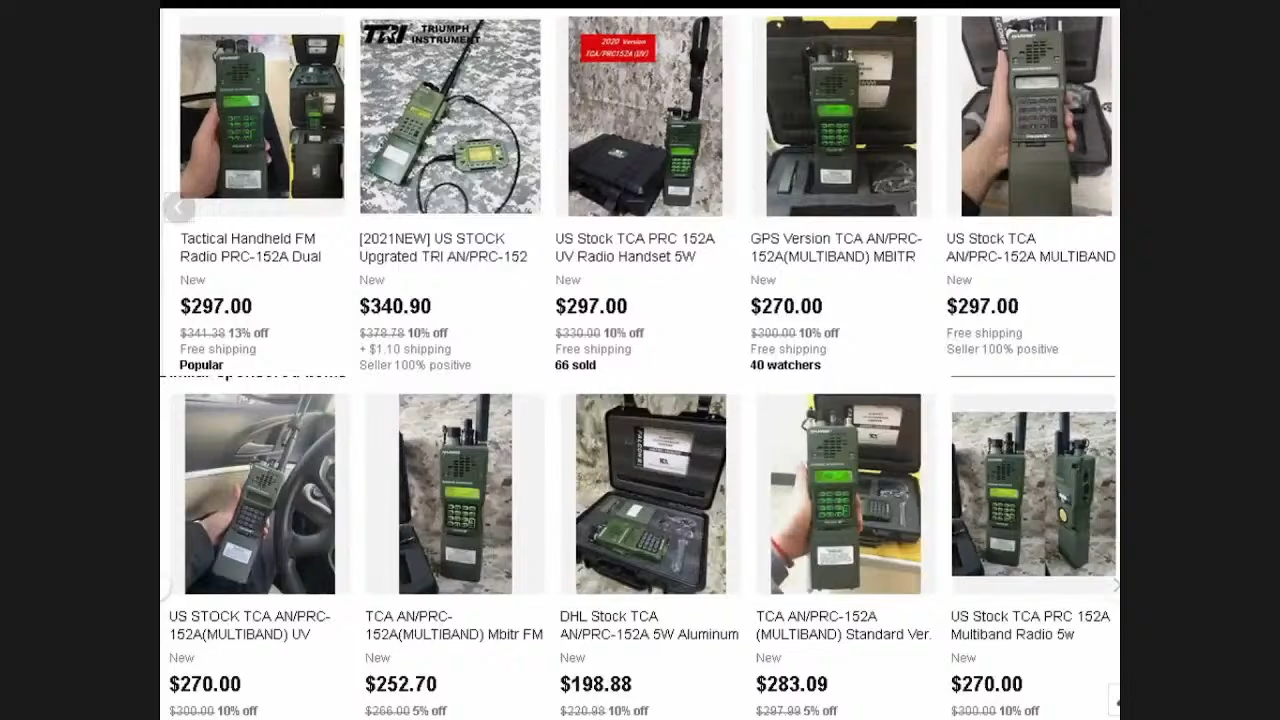 TRI TRIUMPH
INSTRUMENT
2020 Version
TCA/PRC152A (UV)
Tactical Handheld FM
Radio PRC-152A Dual
New
$297.00
$341.38 13% off
Free shipping
Popular
[2021NEW] US STOCK
Upgrated TRI AN/PRC-152
New
$340.90
$378.78 10% off
+ $1.10 shipping
Seller 100% positive
US Stock TCA PRC 152A
UV Radio Handset 5W
New
$297.00
$330.00 10% off
Free shipping
66 sold
GPS Version TCA AN/PRC-
152A(MULTIBAND) MBITR
New
$270.00
$300.00 10% off
Free shipping
40 watchers
US Stock TCA
AN/PRC-152A MULTIBAND
New
$297.00
Free shipping
Seller 100% positive
Similar sponsored items
FALCON
US STOCK TCA AN/PRC-
152A(MULTIBAND) UV
New
$270.00
$300.00 10% off
TCA AN/PRC-
152A(MULTIBAND) Mbitr FM
New
$252.70
$266.00 5% off
DHL Stock TCA
AN/PRC-152A 5W Aluminum
New
$198.88
$220.98 10% off
TCA AN/PRC-152A
(MULTIBAND) Standard Ver.
New
$283.09
$297.99 5% off
US Stock TCA PRC 152A
Multiband Radio 5w
New
$270.00
$300.00 10% off